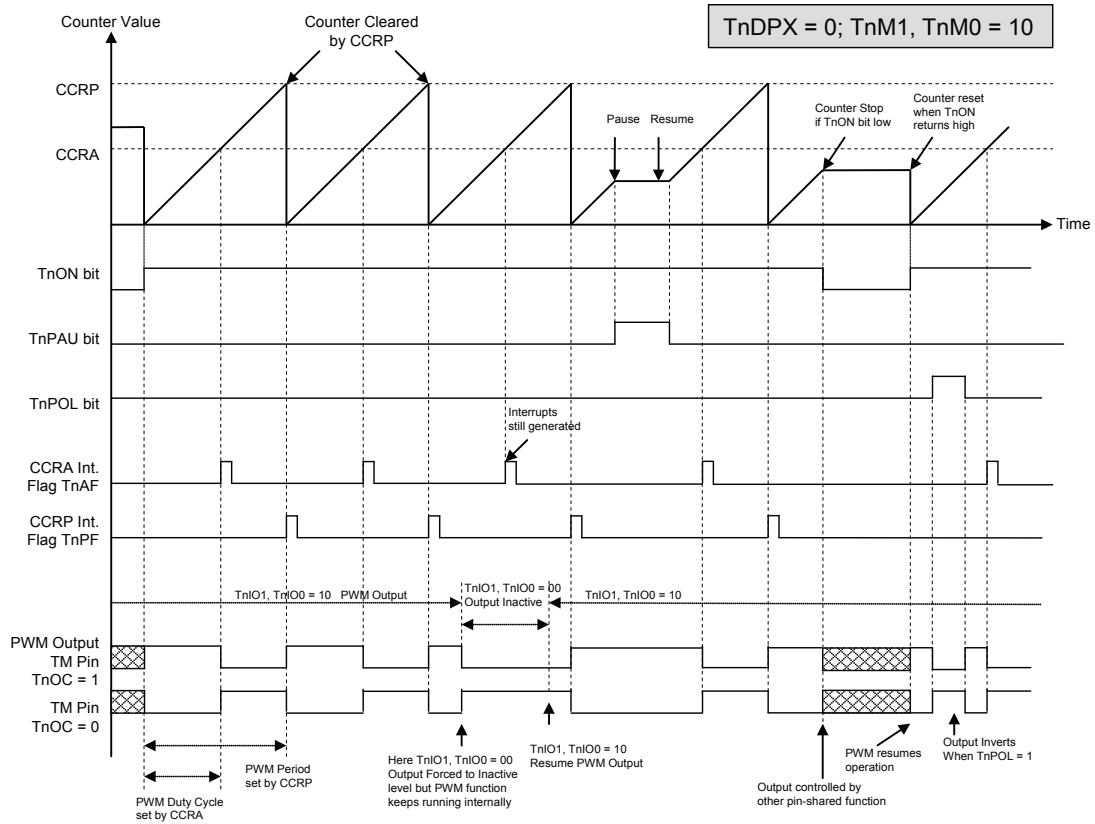 Counter Value
Counter Cleared
by CCRP
TnDPX = 0; TnM1, TnM0 = 10
CCRP
CCRA
Pause
Resume
Counter Stop
if TnON bit low
Counter reset
when TnON
returns high
Time
TnON bit
TnPAU bit
TnPOL bit
Interrupts
still generated
CCRA Int.
Flag TnAF
CCRP Int.
Flag TnPF
TnIO1, TnIO0 = 10 PWM Output
TnIO1, TnIO0 = 00
Output Inactive
TnIO1, TnIO0 = 10
PWM Output
TM Pin
TnOC = 1
TM Pin
TnOC = 0
PWM Duty Cycle
set by CCRA
PWM Period
set by CCRP
Here TnIO1, TnIO0 = 00
Output Forced to Inactive
level but PWM function
keeps running internally
TnIO1, TnIO0 = 10
Resume PWM Output
Output controlled by
other pin-shared function
PWM resumes
operation
Output Inverts
When TnPOL = 1